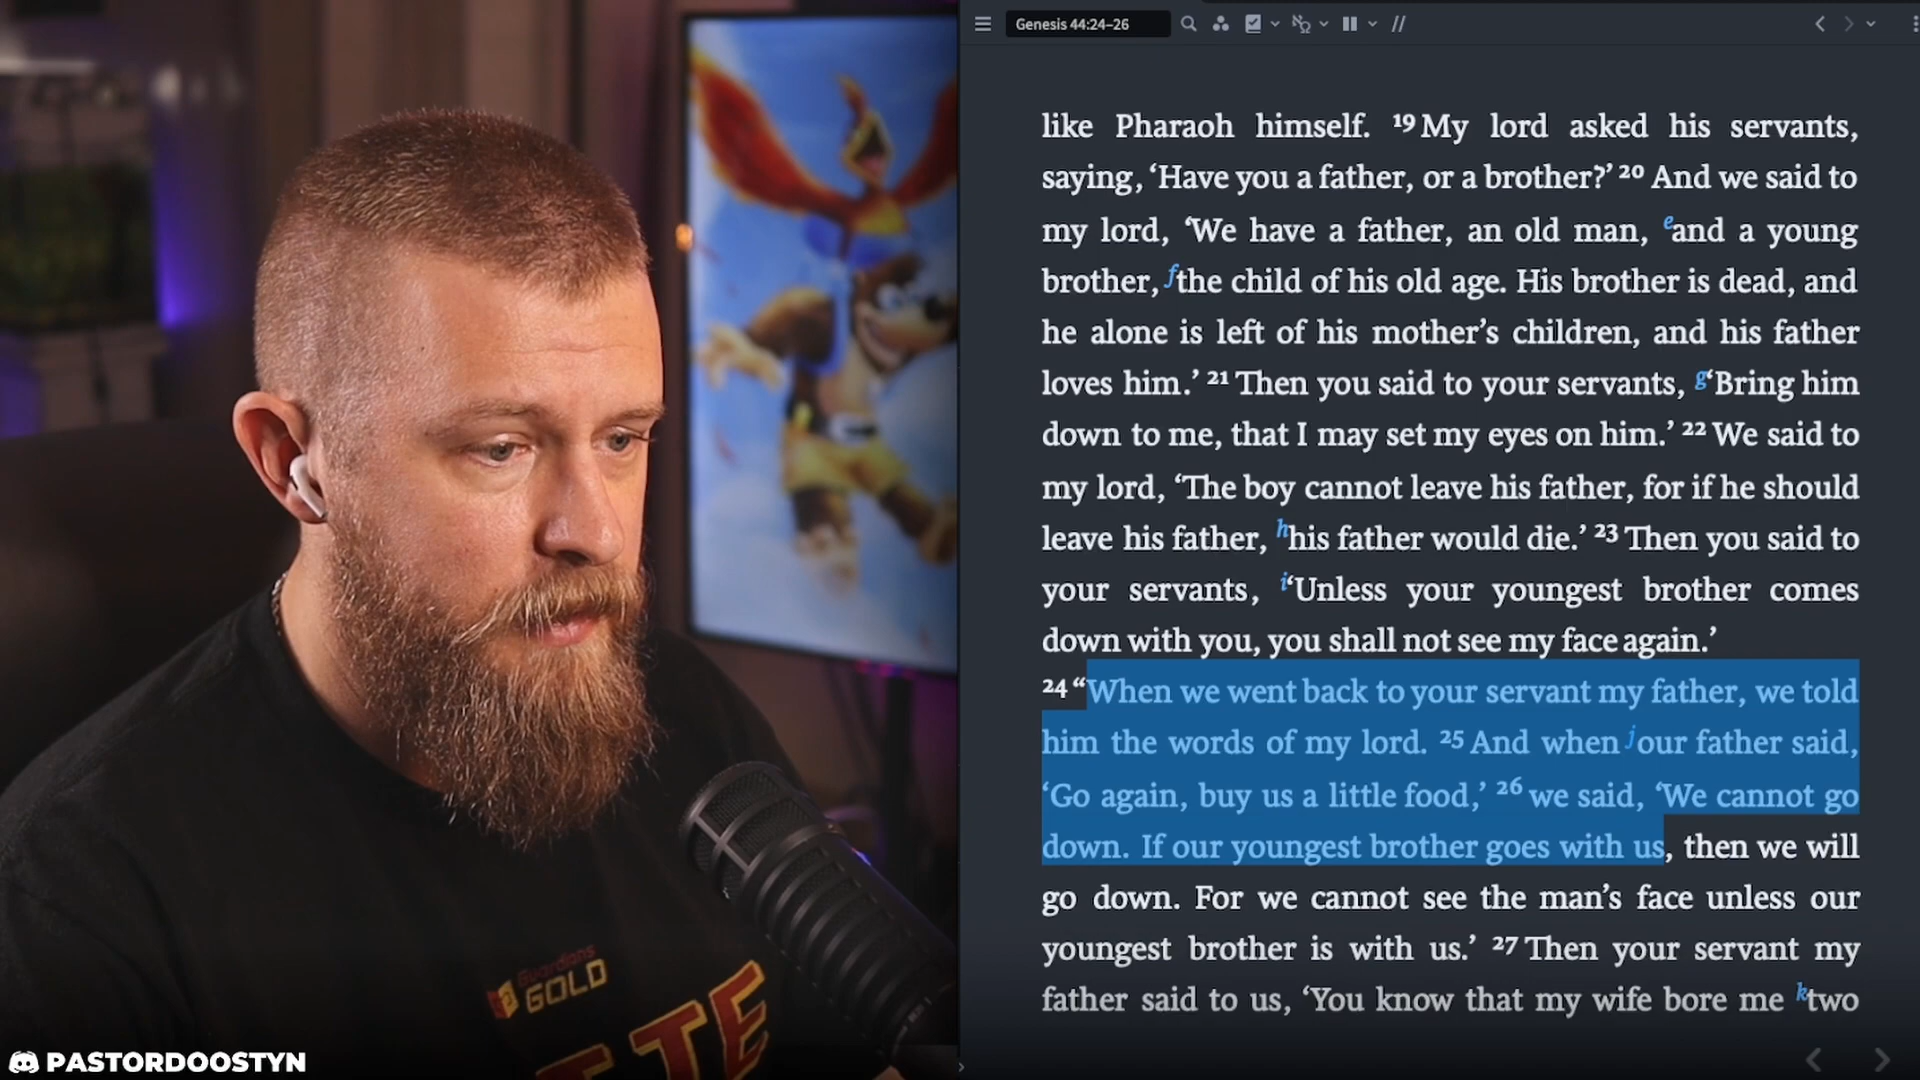 Genesis 44:24–26
like Pharaoh himself. 19 My lord asked his servants,
saying, ‘Have you a father, or a brother?’ 20 And we said to
my lord, ‘We have a father, an old man, e and a young
brother, f the child of his old age. His brother is dead, and
he alone is left of his mother’s children, and his father
loves him.’ 21 Then you said to your servants, g ‘Bring him
down to me, that I may set my eyes on him.’ 22 We said to
my lord, ‘The boy cannot leave his father, for if he should
leave his father, h his father would die.’ 23 Then you said to
your servants, i ‘Unless your youngest brother comes
down with you, you shall not see my face again.’
24 “When we went back to your servant my father, we told
him the words of my lord. 25 And when j our father said,
‘Go again, buy us a little food,’ 26 we said, ‘We cannot go
down. If our youngest brother goes with us, then we will
go down. For we cannot see the man’s face unless our
youngest brother is with us.’ 27 Then your servant my
father said to us, ‘You know that my wife bore me k two
Guardians
GOLD
PASTORDOOSTYN